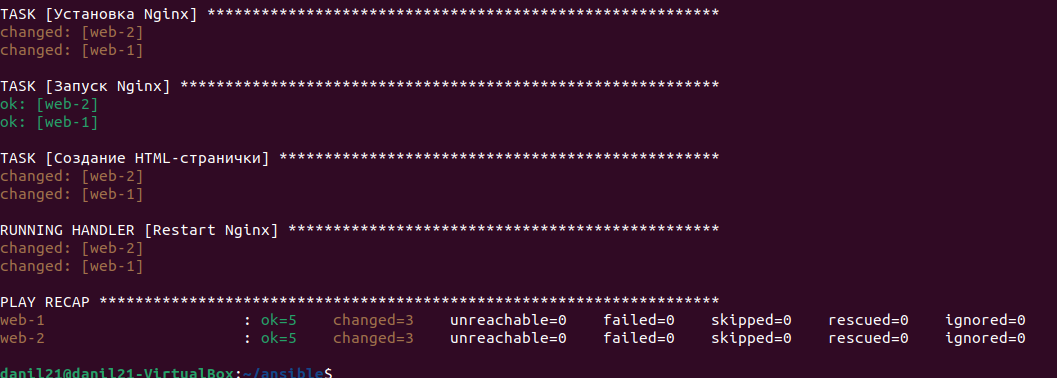 TASK [Установка Nginx] *********************************************************
changed: [web-2]
changed: [web-1]
TASK [Запуск Nginx] ************************************************************
ok: [web-2]
ok: [web-1]
TASK [Создание HTML-странички] *************************************************
changed: [web-2]
changed: [web-1]
RUNNING HANDLER [Restart Nginx] ************************************************
changed: [web-2]
changed: [web-1]
PLAY RECAP *********************************************************************
web-1 : ok=5 changed=3 unreachable=0 failed=0 skipped=0 rescued=0 ignored=0
web-2 : ok=5 changed=3 unreachable=0 failed=0 skipped=0 rescued=0 ignored=0
danil21@danil21-VirtualBox:~/ansible$